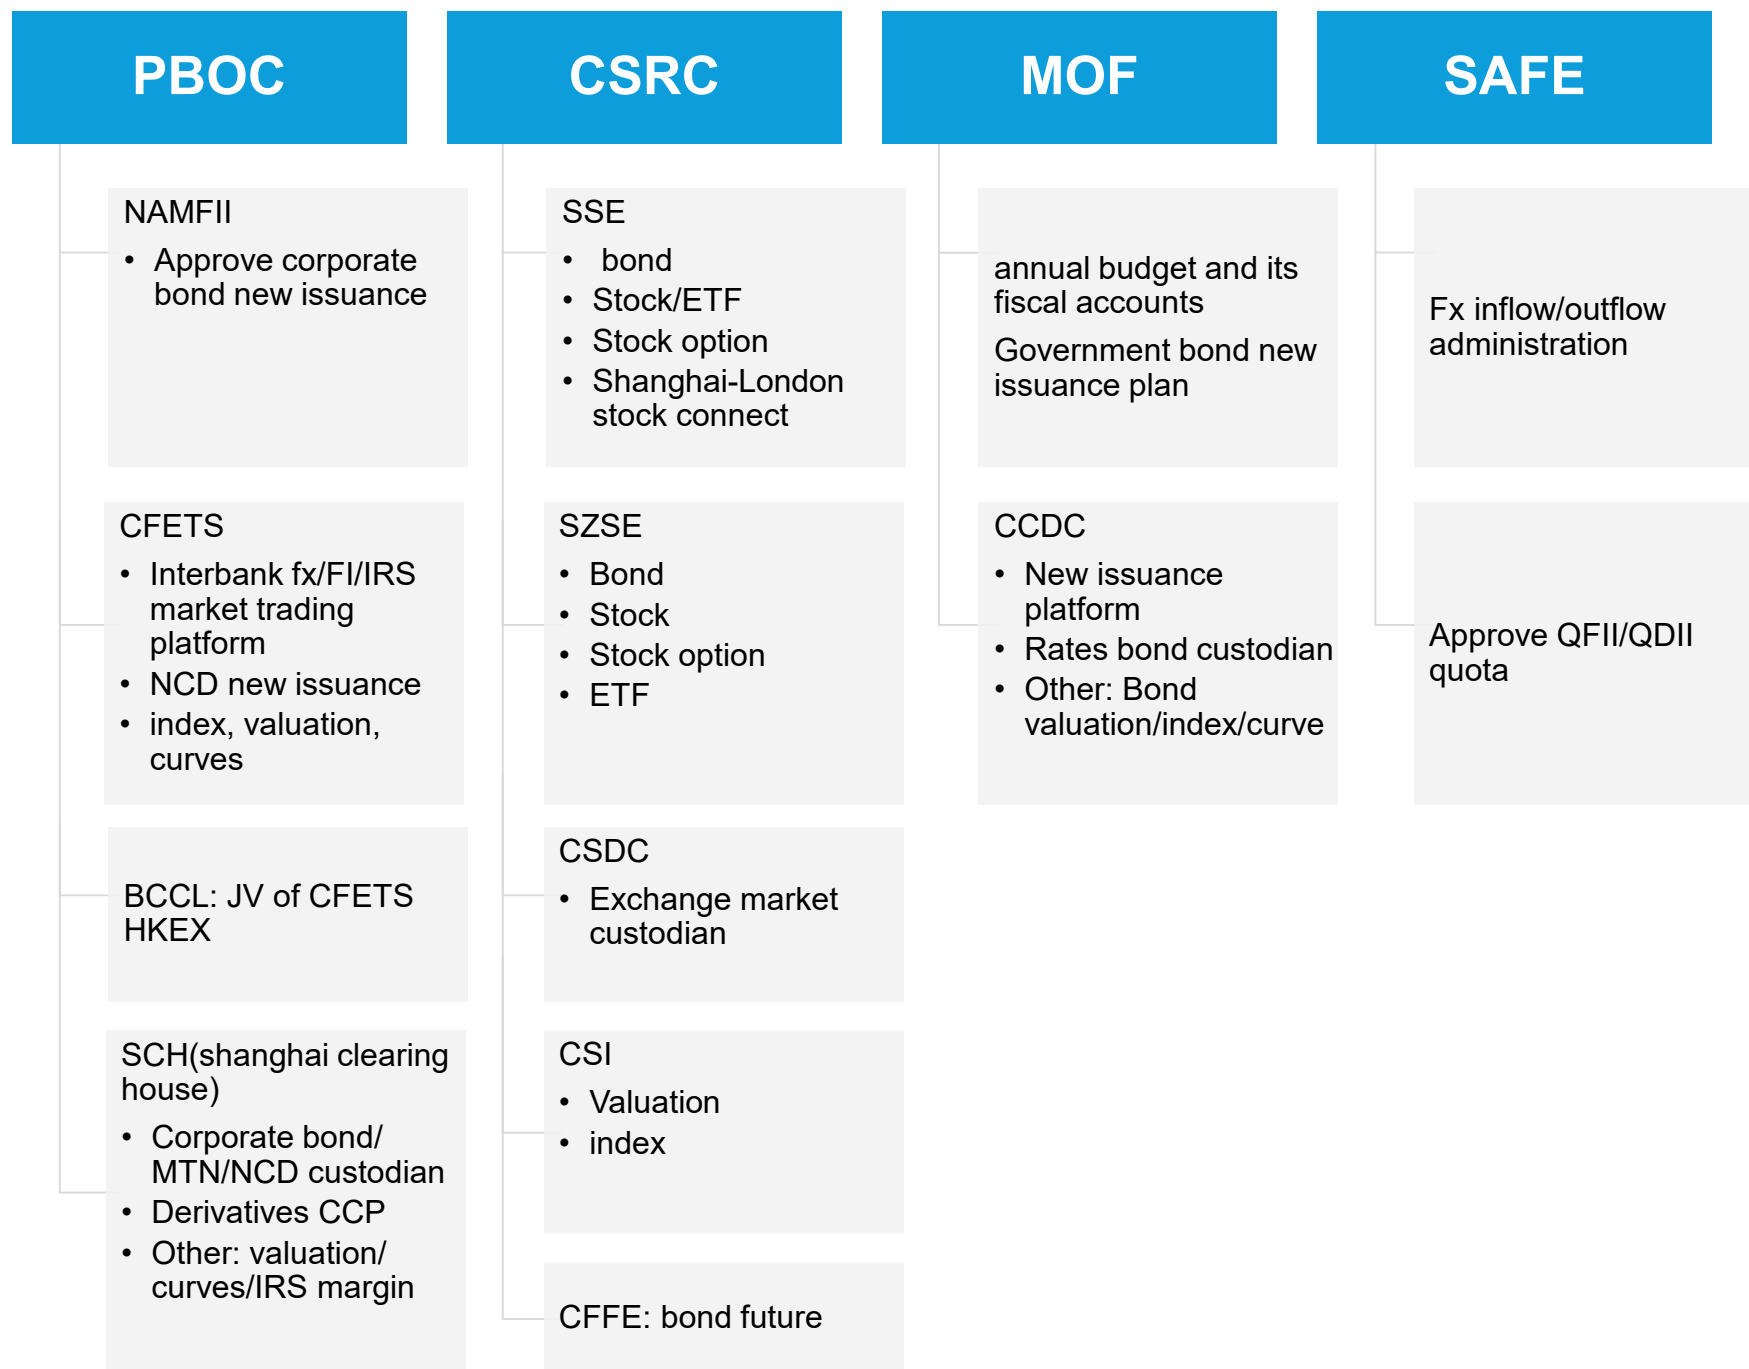 PBOC
NAMFII
• Approve corporate
bond new issuance
CFETS
• Interbank fx/FI/IRS
market trading
platform
• NCD new issuance
• index, valuation,
curves
BCCL: JV of CFETS
HKEX
SCH(shanghai clearing
house)
• Corporate bond/
MTN/NCD custodian
• Derivatives CCP
• Other: valuation/
curves/IRS margin
CSRC
SSE
• bond
• Stock/ETF
• Stock option
• Shanghai-London
stock connect
SZSE
• Bond
• Stock
• Stock option
• ETF
CSDC
• Exchange market
custodian
CSI
• Valuation
• index
CFFE: bond future
MOF
annual budget and its
fiscal accounts
Government bond new
issuance plan
CCDC
• New issuance
platform
• Rates bond custodian
• Other: Bond
valuation/index/curve
SAFE
Fx inflow/outflow
administration
Approve QFII/QDII
quota